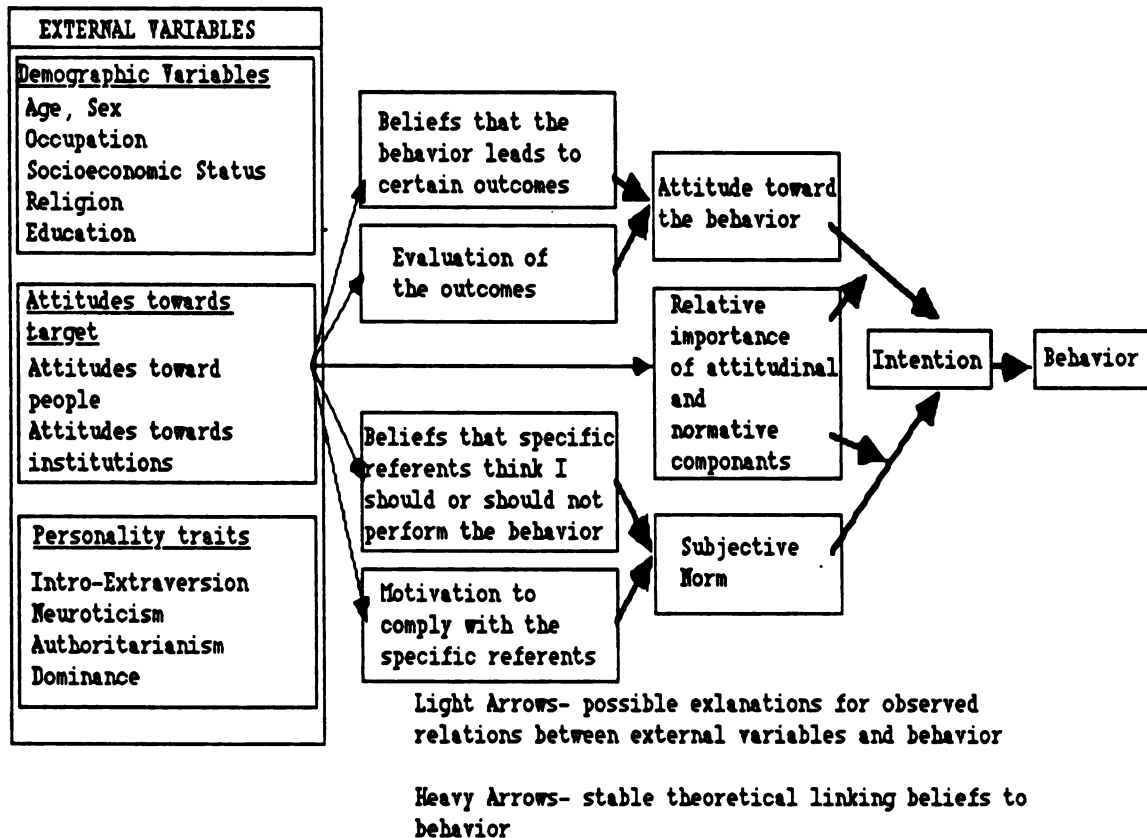 EXTERNAL VARIABLES
Demographic Variables
Age, Sex
Occupation
Socioeconomic Status
Religion
Education
Attitudes towards
target
Attitudes toward
people
Attitudes towards
institutions
Personality traits
Intro-Extraversion
Neuroticism
Authoritarianism
Dominance
Beliefs that the
behavior leads to
certain outcomes
Evaluation of
the outcomes
Beliefs that specific
referents think I
should or should not
perform the behavior
Motivation to
comply with the
specific referents
Attitude toward
the behavior
Relative
importance
of attitudinal
and
normative
componants
Subjective
Norm
Intention
Behavior
Light Arrows- possible exlanations for observed
relations between external variables and behavior
Heavy Arrows- stable theoretical linking beliefs to
behavior